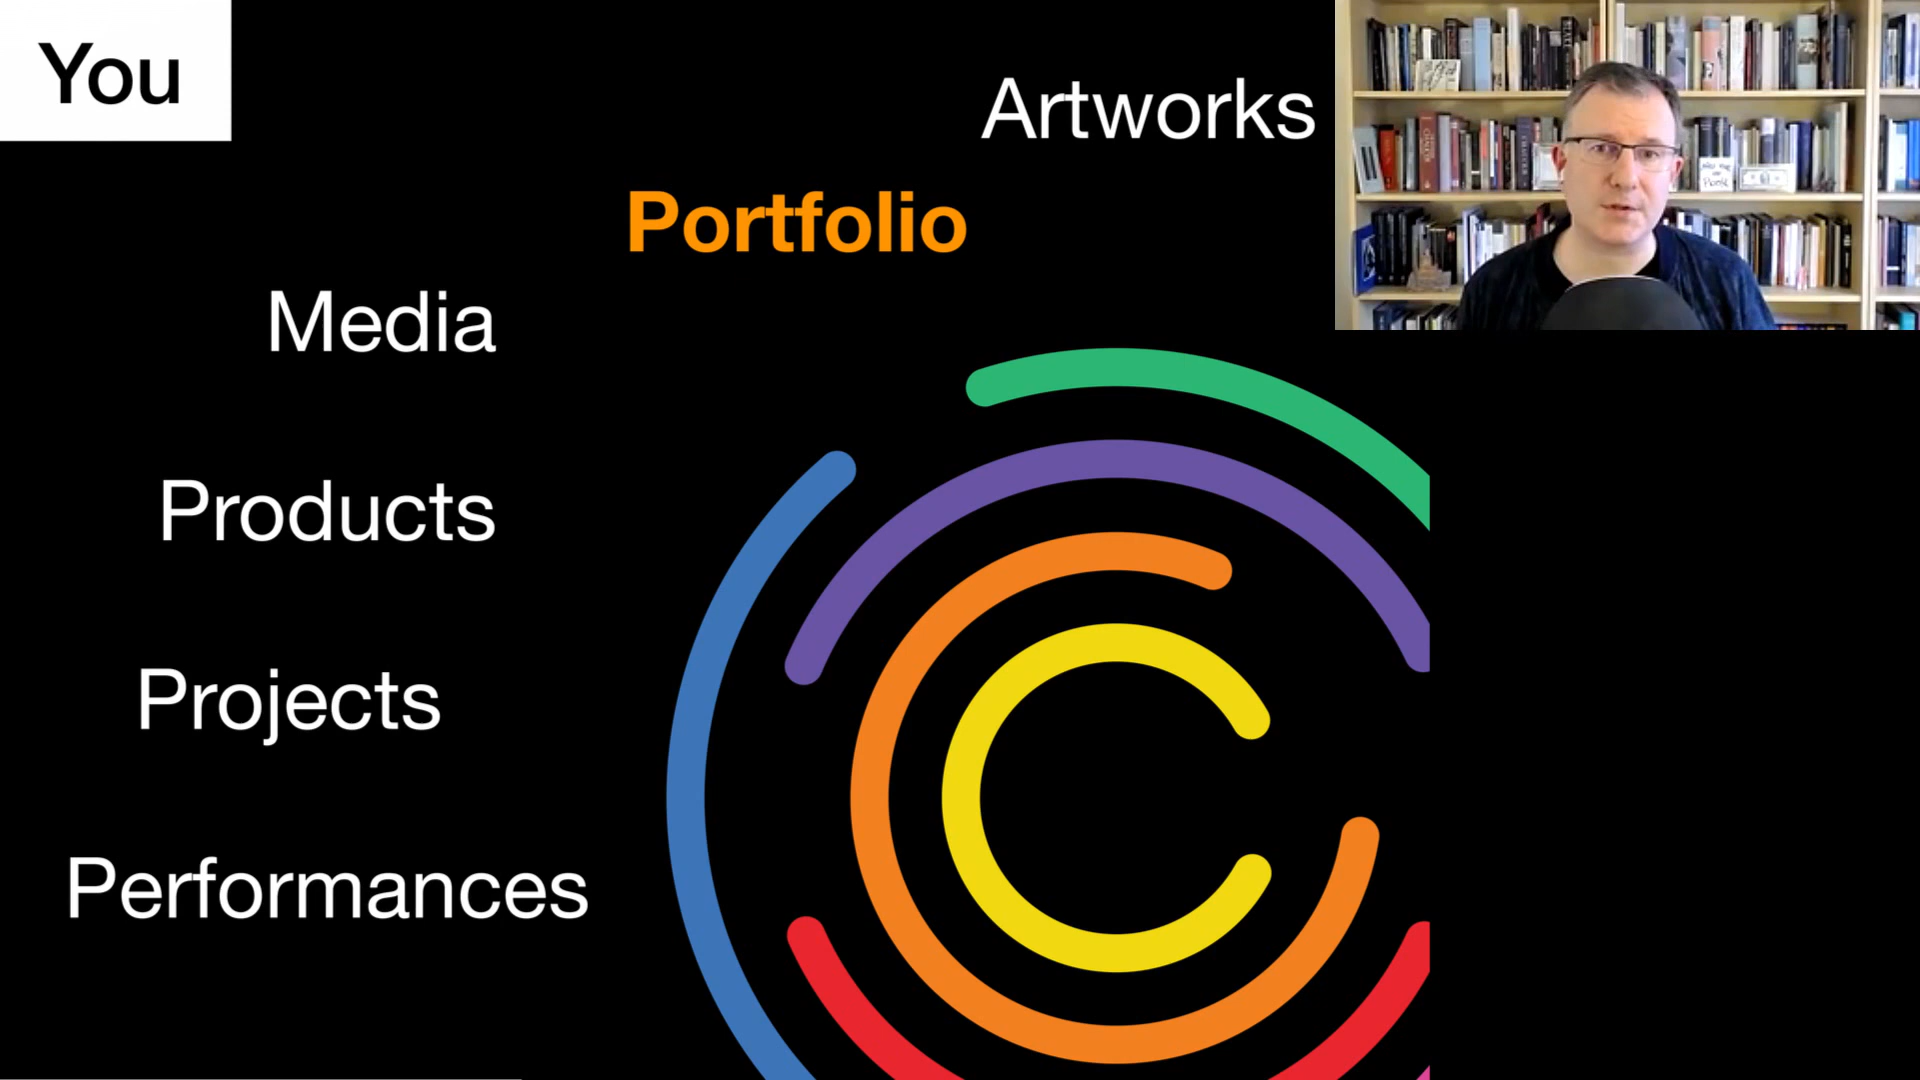 You
Artworks
Portfolio
Media
Products
Projects
Performances